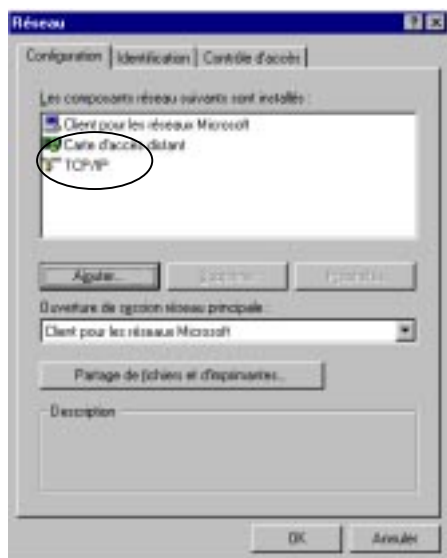 Réseau
Configuration Identification Contrôle d'accès
Les composants réseau suivants sont installés :
Client pour les réseaux Microsoft
Carte d'accès distant
TCP/IP
Ajouter... Supprimer Propriétés
Ouverture de session réseau principale :
Client pour les réseaux Microsoft
Partage de fichiers et d'imprimantes...
Description
OK Annuler